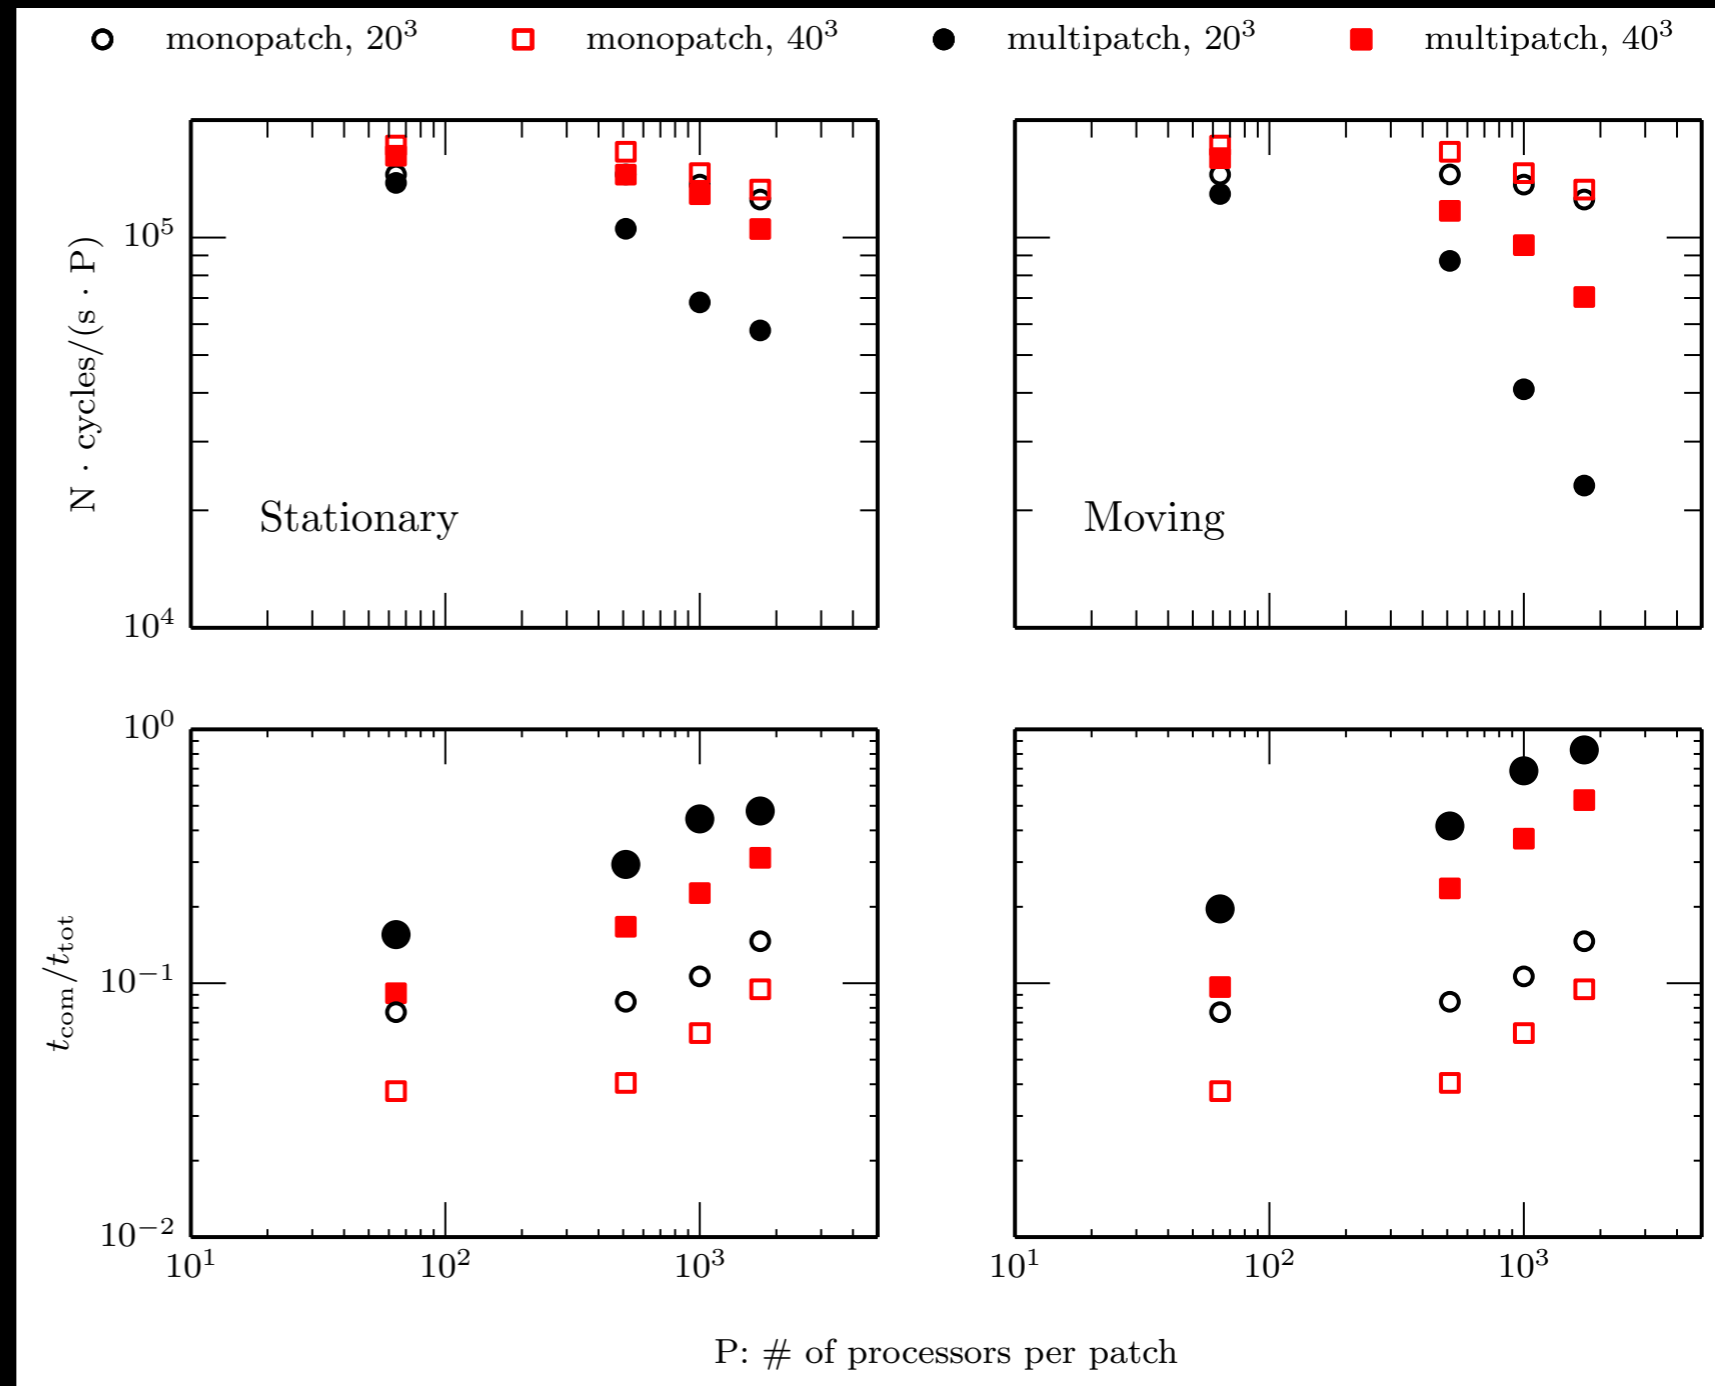 monopatch, 20³ monopatch, 40³ multipatch, 20³ multipatch, 40³
N · cycles/(s · P)
10⁵
10⁴
Stationary
Moving
t_com/t_tot
10⁰
10⁻¹
10⁻²
10¹ 10² 10³
10¹ 10² 10³
P: # of processors per patch